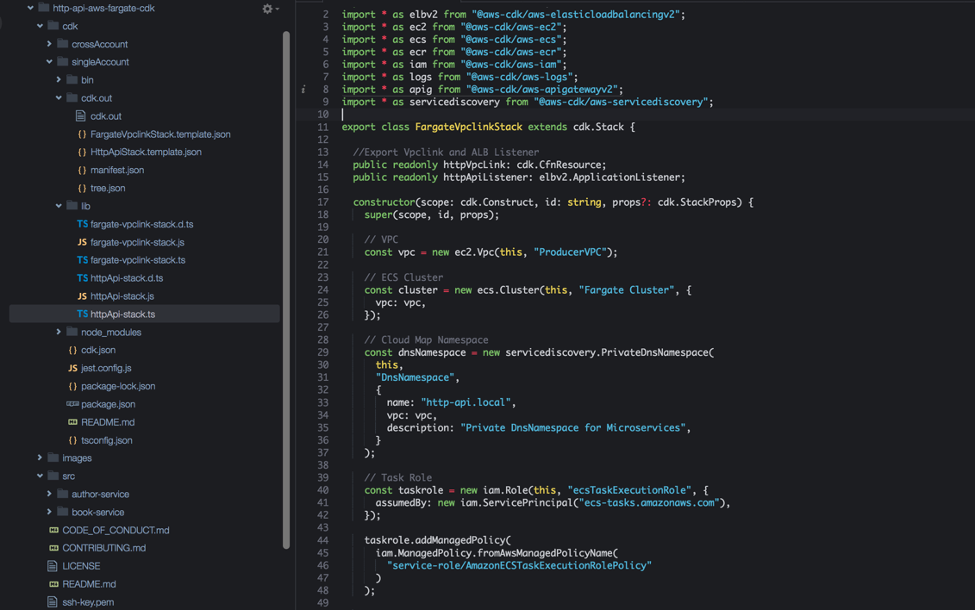 http-api-aws-fargate-cdk
cdk
crossAccount
singleAccount
bin
cdk.out
cdk.out
{} FargateVpclinkStack.template.json
{} HttpApiStack.template.json
{} manifest.json
{} tree.json
lib
TS fargate-vpclink-stack.d.ts
JS fargate-vpclink-stack.js
TS fargate-vpclink-stack.ts
TS httpApi-stack.d.ts
JS httpApi-stack.js
TS httpApi-stack.ts
node_modules
{} cdk.json
JS jest.config.js
{} package-lock.json
package.json
README.md
{} tsconfig.json
images
src
author-service
book-service
CODE_OF_CONDUCT.md
CONTRIBUTING.md
LICENSE
README.md
ssh-key.pem
2 import * as elbv2 from "@aws-cdk/aws-elasticloadbalancingv2";
3 import * as ec2 from "@aws-cdk/aws-ec2";
4 import * as ecs from "@aws-cdk/aws-ecs";
5 import * as ecr from "@aws-cdk/aws-ecr";
6 import * as iam from "@aws-cdk/aws-iam";
7 import * as logs from "@aws-cdk/aws-logs";
i 8 import * as apig from "@aws-cdk/aws-apigatewayv2";
9 import * as servicediscovery from "@aws-cdk/aws-servicediscovery";
10
11 export class FargateVpclinkStack extends cdk.Stack {
12
13 //Export Vpclink and ALB Listener
14 public readonly httpVpcLink: cdk.CfnResource;
15 public readonly httpApiListener: elbv2.ApplicationListener;
16
17 constructor(scope: cdk.Construct, id: string, props?: cdk.StackProps) {
18 super(scope, id, props);
19
20 // VPC
21 const vpc = new ec2.Vpc(this, "ProducerVPC");
22
23 // ECS Cluster
24 const cluster = new ecs.Cluster(this, "Fargate Cluster", {
25 vpc: vpc,
26 });
27
28 // Cloud Map Namespace
29 const dnsNamespace = new servicediscovery.PrivateDnsNamespace(
30 this,
31 "DnsNamespace",
32 {
33 name: "http-api.local",
34 vpc: vpc,
35 description: "Private DnsNamespace for Microservices",
36 }
37 );
38
39 // Task Role
40 const taskrole = new iam.Role(this, "ecsTaskExecutionRole", {
41 assumedBy: new iam.ServicePrincipal("ecs-tasks.amazonaws.com"),
42 });
43
44 taskrole.addManagedPolicy(
45 iam.ManagedPolicy.fromAwsManagedPolicyName(
46 "service-role/AmazonECSTaskExecutionRolePolicy"
47 )
48 );
49